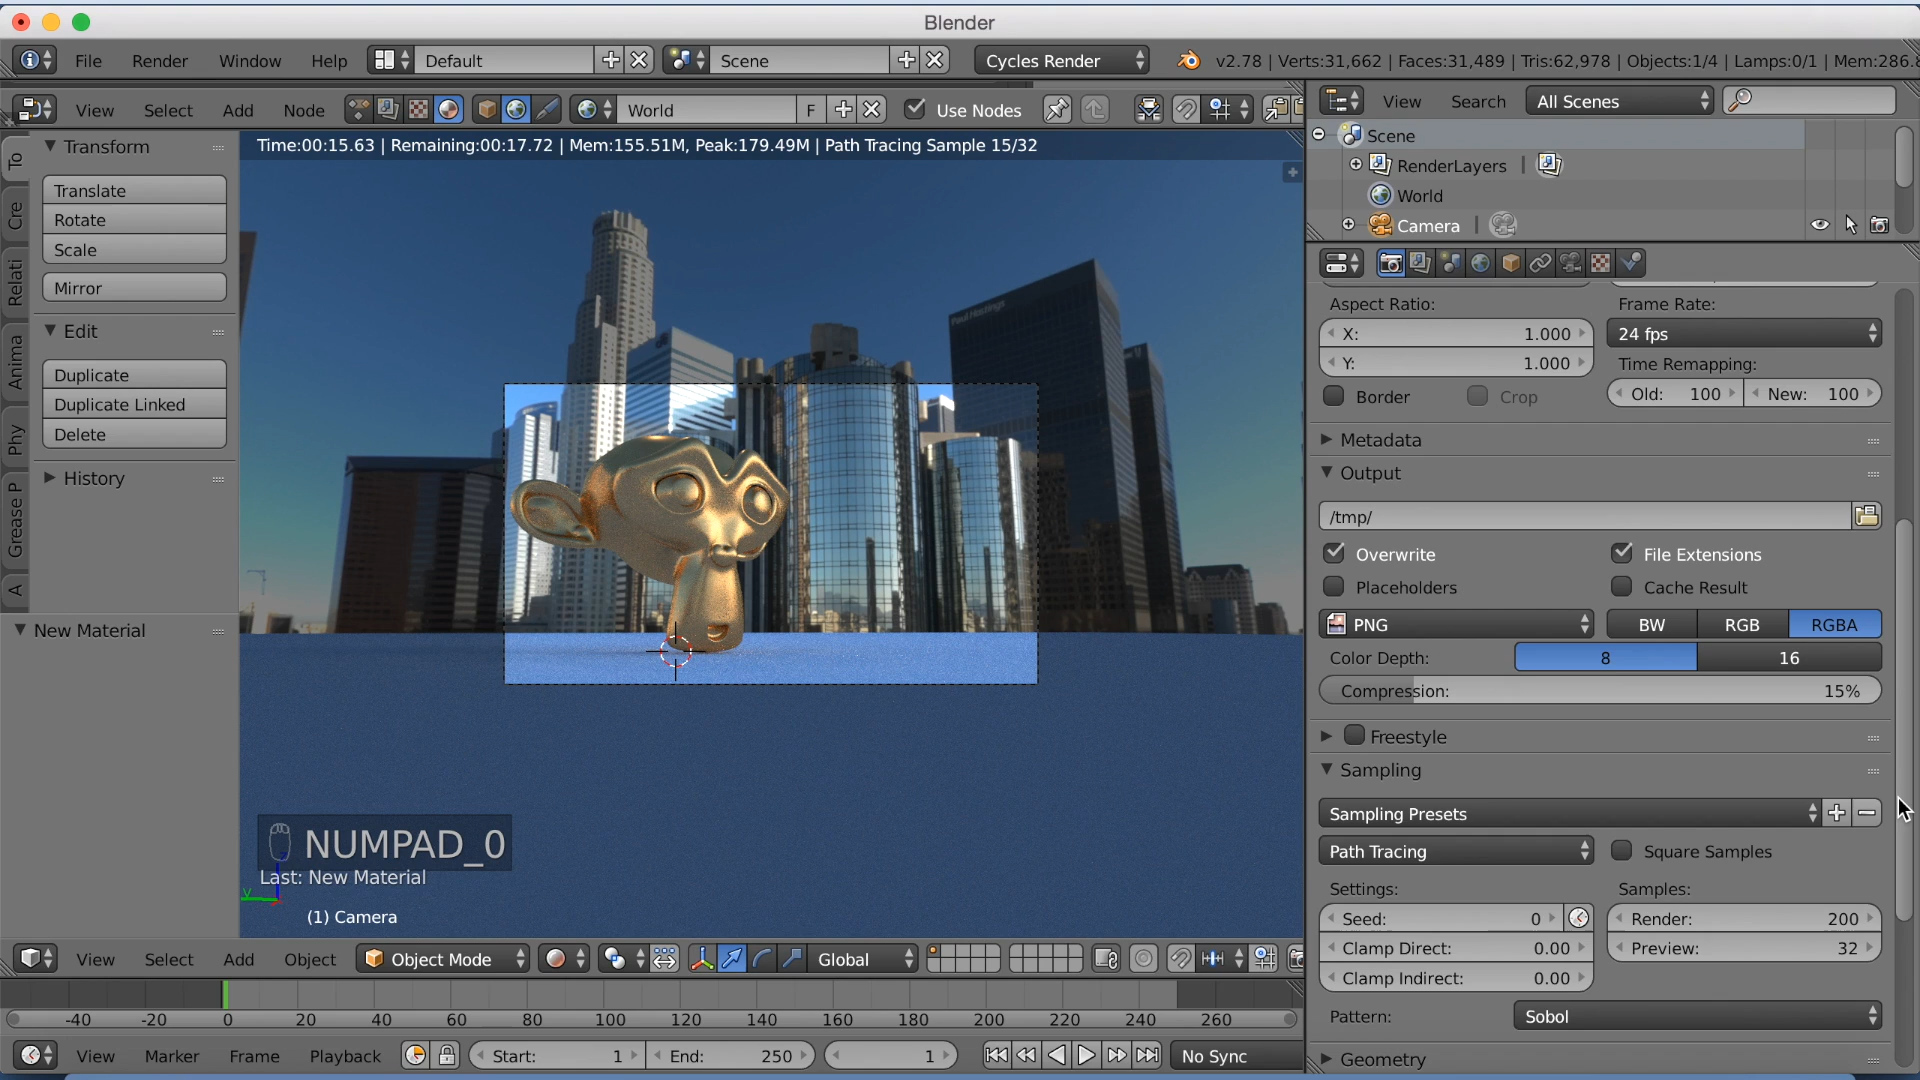 Blender
File Render Window Help Default Scene Cycles Render v2.78 | Verts:31,662 | Faces:31,489 | Tris:62,978 | Objects:1/4 | Lamps:0/1 | Mem:286.8
View Select Add Node World F Use Nodes
View Search All Scenes
Time:00:15.63 | Remaining:00:17.72 | Mem:155.51M, Peak:179.49M | Path Tracing Sample 15/32
Scene
RenderLayers |
World
Camera |
To
Cre
Relati
Anima
Phy
Grease P
A
Transform
Translate
Rotate
Scale
Mirror
Edit
Duplicate
Duplicate Linked
Delete
History
New Material
Paul Hastings
NUMPAD_0
Last: New Material
(1) Camera
Aspect Ratio: Frame Rate:
X: 1.000 24 fps
Y: 1.000 Time Remapping:
Border Crop Old: 100 New: 100
Metadata
Output
/tmp/
Overwrite File Extensions
Placeholders Cache Result
PNG BW RGB RGBA
Color Depth: 8 16
Compression: 15%
Freestyle
Sampling
Sampling Presets
Path Tracing Square Samples
Settings: Samples:
Seed: 0 Render: 200
Clamp Direct: 0.00 Preview: 32
Clamp Indirect: 0.00
Pattern: Sobol
Geometry
View Select Add Object Object Mode Global
-40 -20 0 20 40 60 80 100 120 140 160 180 200 220 240 260
View Marker Frame Playback Start: 1 End: 250 1 No Sync